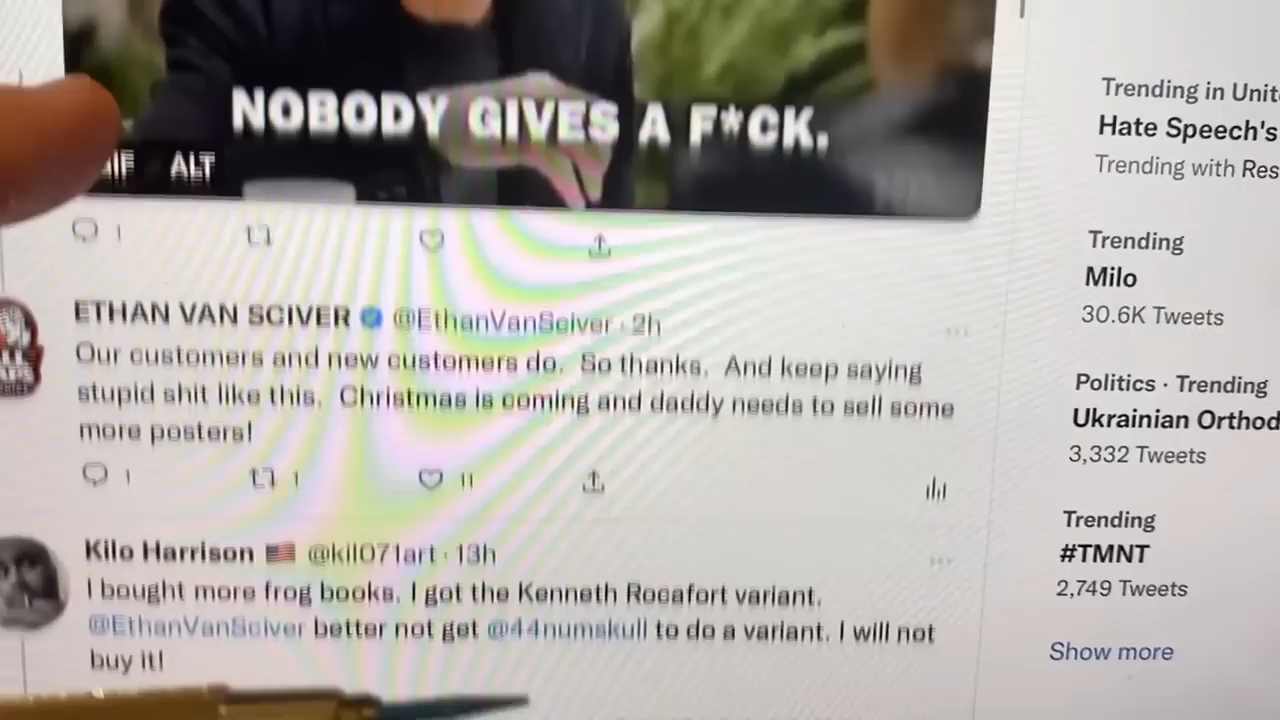 NOBODY GIVES A F*CK.
ALT
1
ETHAN VAN SCIVER @EthanVanSciver · 2h
Our customers and new customers do. So thanks. And keep saying
stupid shit like this. Christmas is coming and daddy needs to sell some
more posters!
1 1 11
Kilo Harrison @kil071art · 13h
I bought more frog books. I got the Kenneth Rocafort variant.
@EthanVanSciver better not get @44numskull to do a variant. I will not
buy it!
Trending in Unit
Hate Speech's
Trending with Res
Trending
Milo
30.6K Tweets
Politics · Trending
Ukrainian Orthod
3,332 Tweets
Trending
#TMNT
2,749 Tweets
Show more